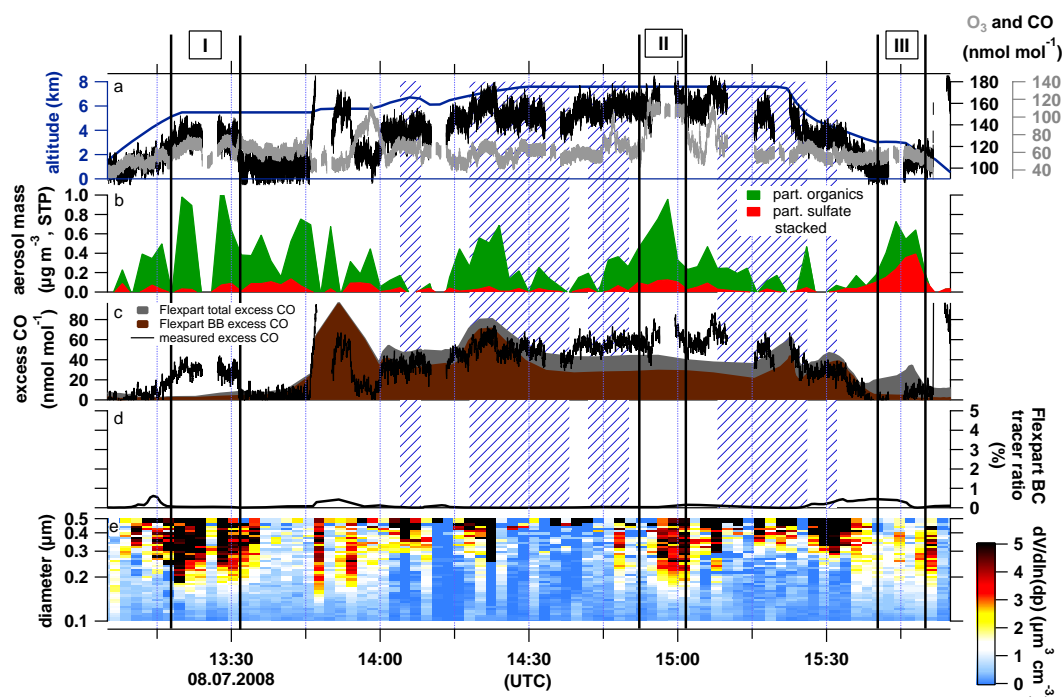 I
II
III
O3 and CO
(nmol mol-1)
a
altitude (km)
8
6
4
2
0
180
160
140
120
100
140
120
100
80
60
40
b
aerosol mass
(µg m-3, STP)
1.0
0.8
0.6
0.4
0.2
0.0
part. organics
part. sulfate
stacked
c
excess CO
(nmol mol-1)
80
60
40
20
0
Flexpart total excess CO
Flexpart BB excess CO
measured excess CO
d
5
4
3
2
1
0
Flexpart BC
tracer ratio
(%)
e
diameter (µm)
0.5
0.4
0.3
0.2
0.1
5
4
3
2
1
0
dV/dln(dp) (µm3 cm-3
13:30
14:00
14:30
15:00
15:30
08.07.2008
(UTC)